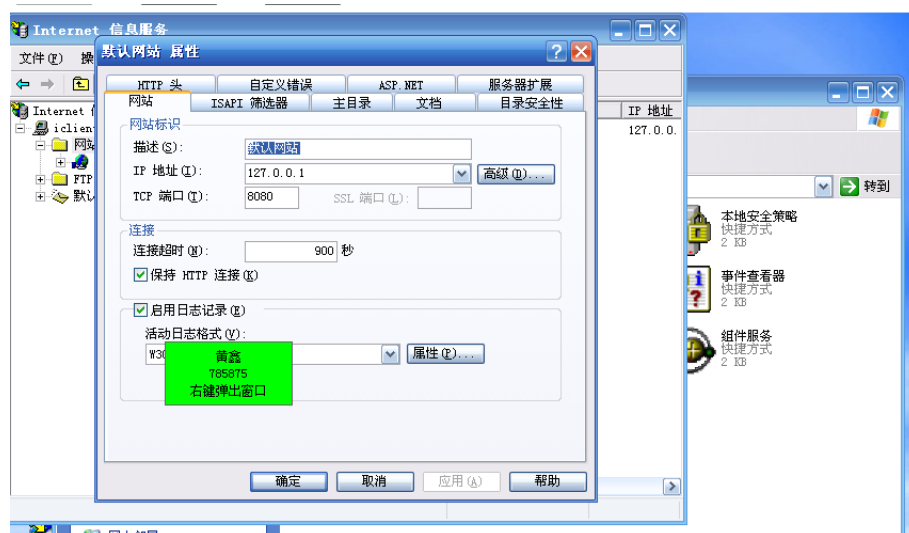 Internet 信息服务
默认网站 属性
文件(F) 操
HTTP 头 自定义错误 ASP.NET 服务器扩展
网站 ISAPI 筛选器 主目录 文档 目录安全性
Internet
iclien
网站
FTP
默认
IP 地址
127.0.0.
网站标识
描述(S): 默认网站
IP 地址(I): 127.0.0.1 高级(D)...
TCP 端口(T): 8080 SSL 端口(L):
连接
连接超时(N): 900 秒
保持 HTTP 连接(K)
启用日志记录(E)
活动日志格式(V):
W3C 属性(P)...
黄鑫
785875
右键弹出窗口
确定 取消 应用(A) 帮助
转到
本地安全策略
快捷方式
2 KB
事件查看器
快捷方式
2 KB
组件服务
快捷方式
2 KB